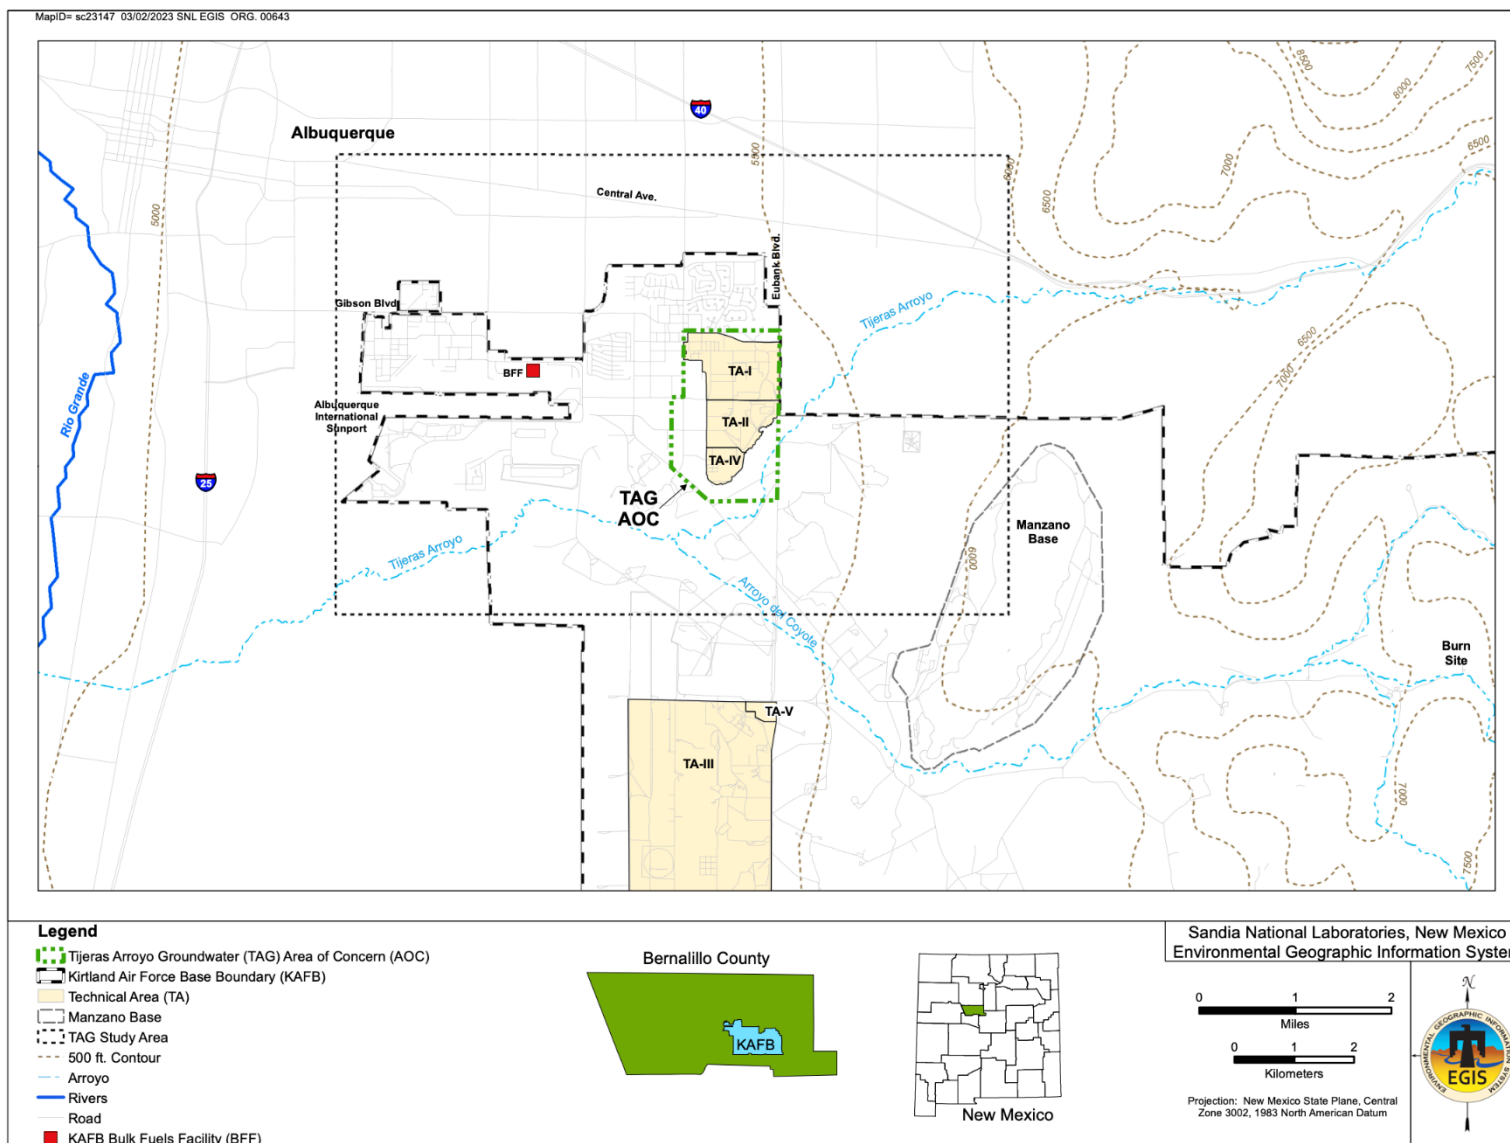 MapID= sc23147 03/02/2023 SNL EGIS ORG. 00643
40
Albuquerque
8500
7500
8000
6500
7000
5500
6000
6500
5000
Central Ave.
Eubank Blvd.
Gibson Blvd
Tijeras Arroyo
6500
7000
BFF
TA-I
Rio Grande
Albuquerque
International
Sunport
TA-II
TA-IV
25
TAG
AOC
Manzano
Base
Tijeras Arroyo
6000
Arroyo del Coyote
Burn
Site
TA-V
TA-III
7000
7500
Legend
Tijeras Arroyo Groundwater (TAG) Area of Concern (AOC)
Kirtland Air Force Base Boundary (KAFB)
Technical Area (TA)
Manzano Base
TAG Study Area
500 ft. Contour
Arroyo
Rivers
Road
KAFB Bulk Fuels Facility (BFF)
Bernalillo County
KAFB
New Mexico
Sandia National Laboratories, New Mexico
Environmental Geographic Information System
0 1 2
Miles
0 1 2
Kilometers
Projection: New Mexico State Plane, Central
Zone 3002, 1983 North American Datum
N
ENVIRONMENTAL GEOGRAPHIC INFORMATION SYSTEM
EGIS